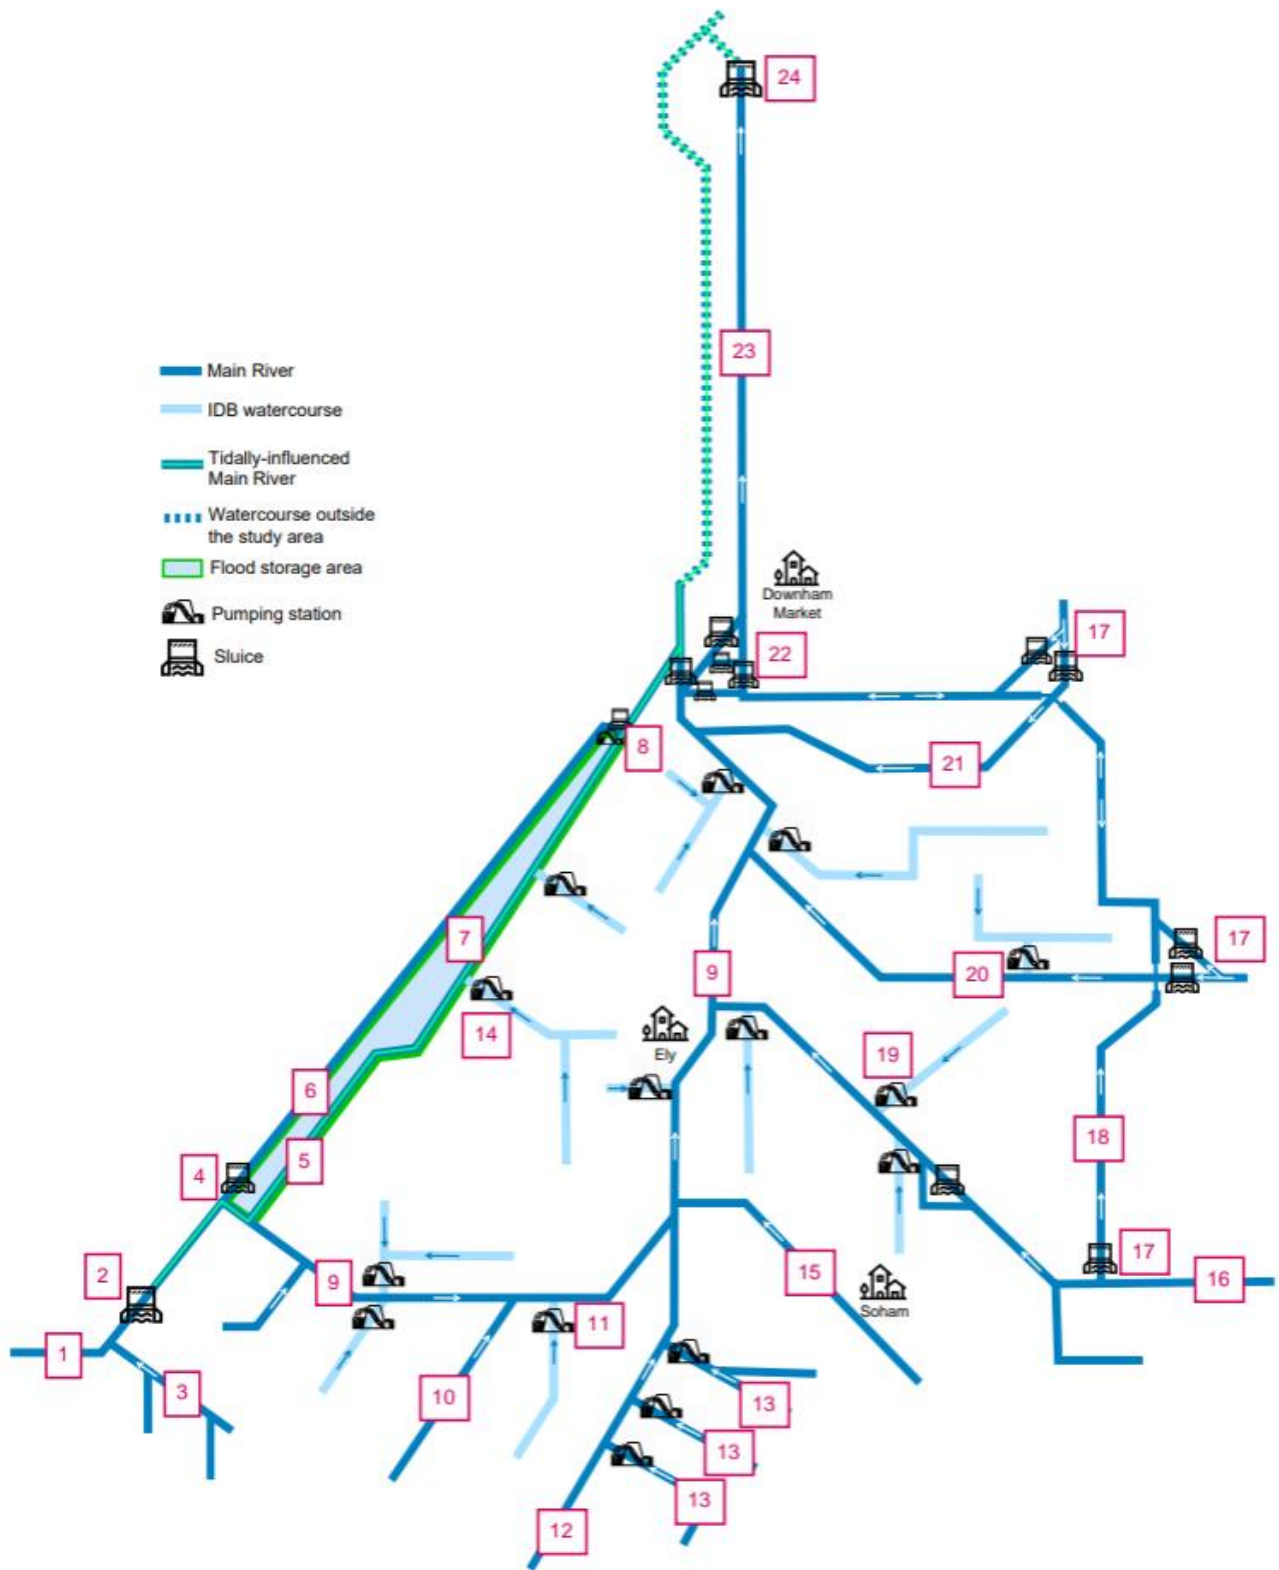 24
23
Main River
IDB watercourse
Tidally-influenced
Main River
Watercourse outside
the study area
Flood storage area
Pumping station
Sluice
Downham
Market
17
22
8
21
7
17
9
20
14
Ely
19
6
5
18
4
2
9
15
Soham
17
16
11
1
3
10
13
13
13
12